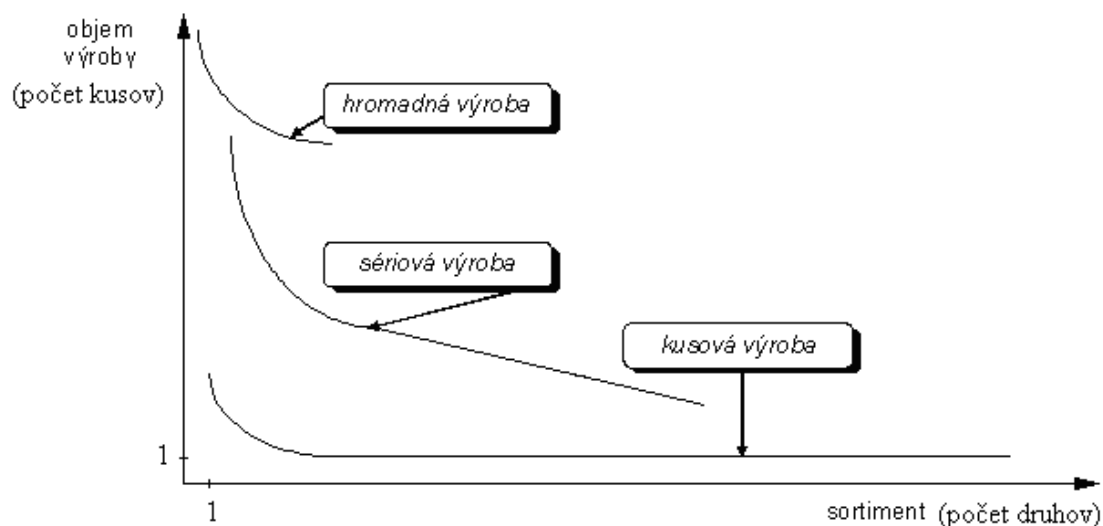 objem
výroby
(počet kusov)
hromadná výroba
sériová výroba
kusová výroba
1
1
sortiment (počet druhov)